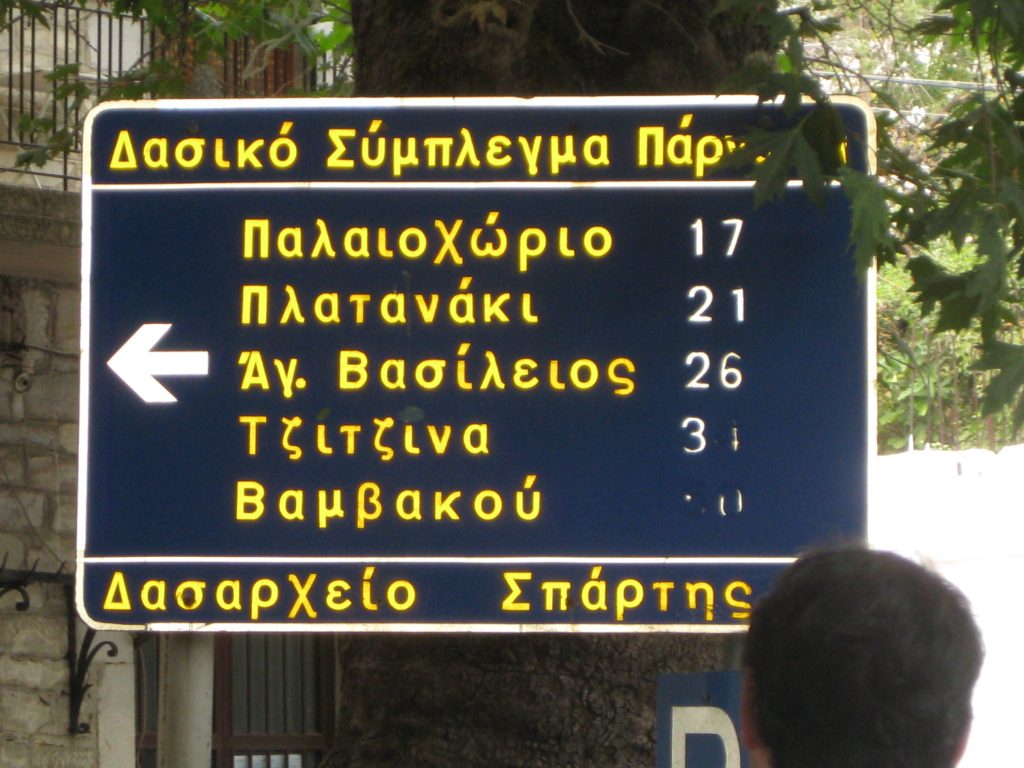 Δασικό Σύμπλεγμα
Παλαιοχώριο 17
Πλατανάκι 21
Άγ. Βασίλειος 26
Τζιτζινα
Βαμβακού
Δασαρχείο Σπάρτης
P